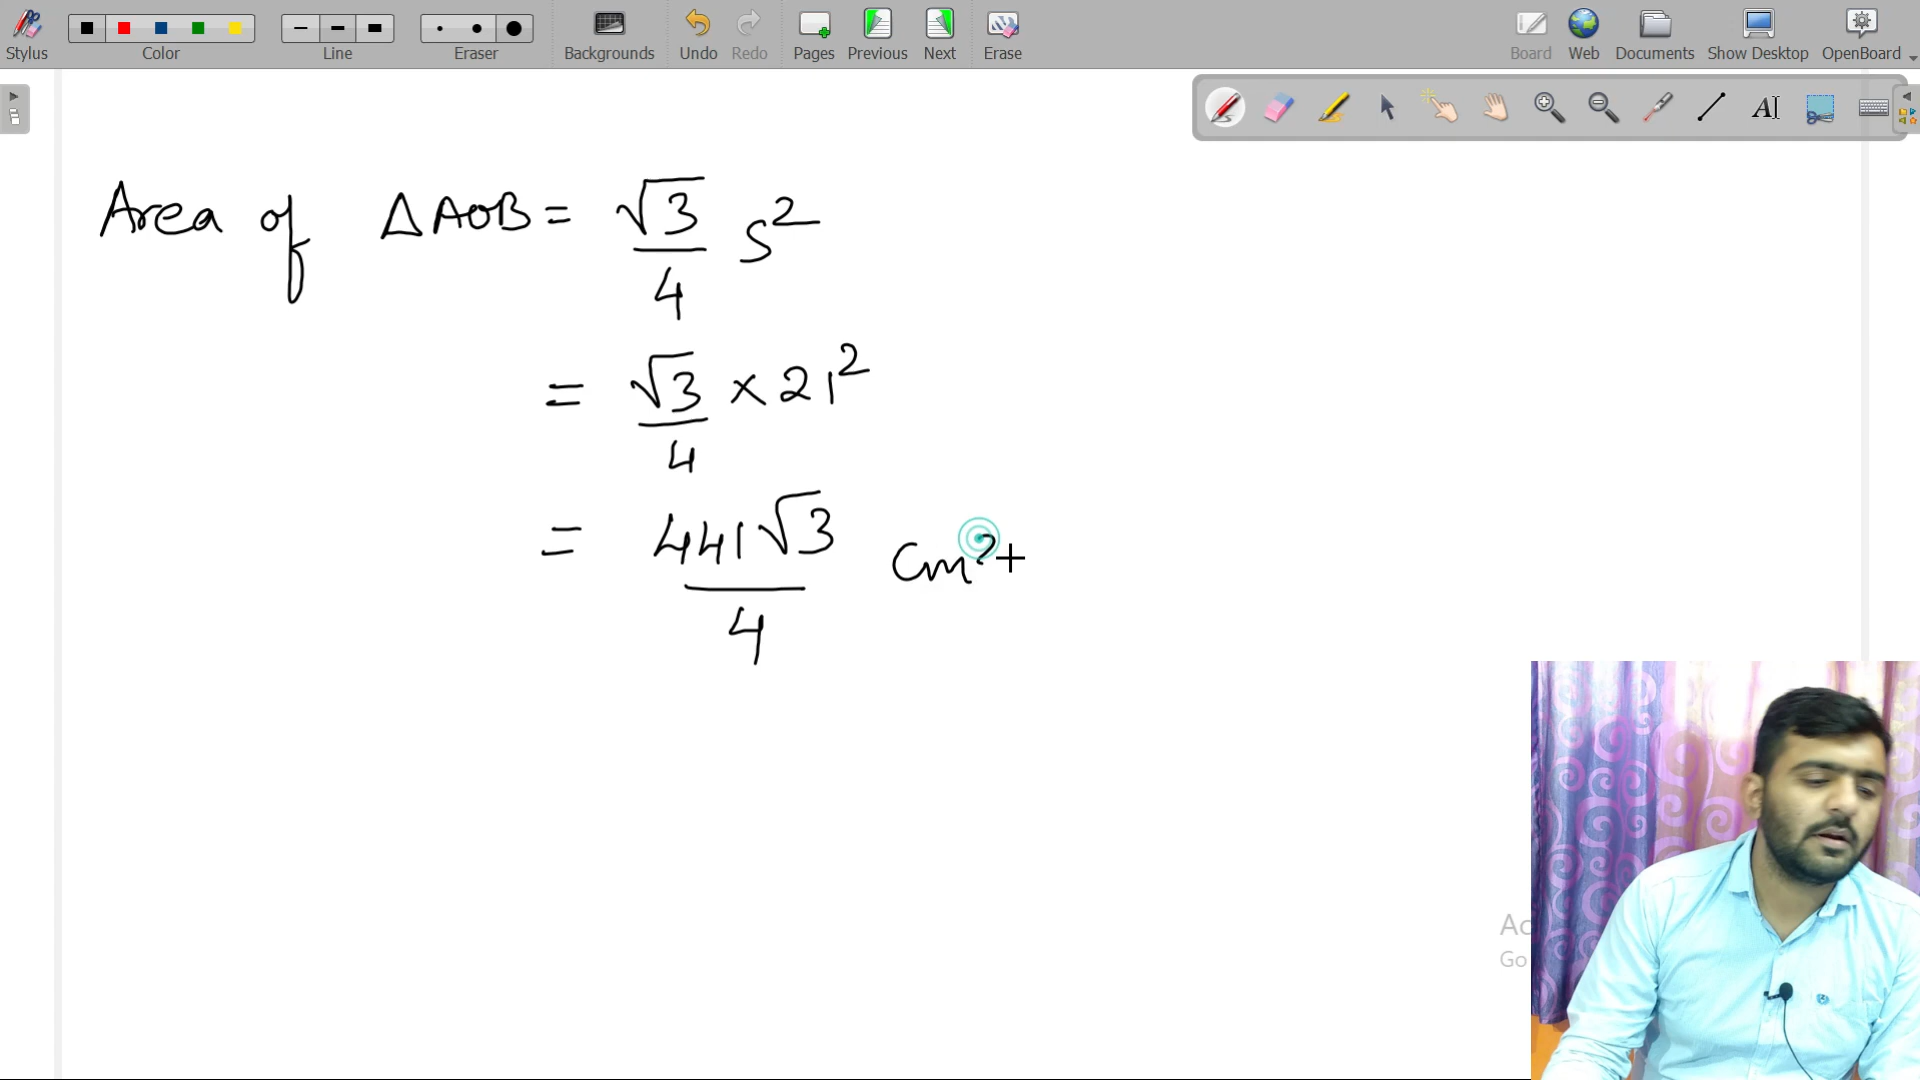 Stylus Color Line Eraser Backgrounds Undo Redo Pages Previous Next Erase Board Web Documents Show Desktop OpenBoard
Area of ΔAOB = √3/4 s²
= √3/4 × 21²
= 441√3/4 cm²
Go